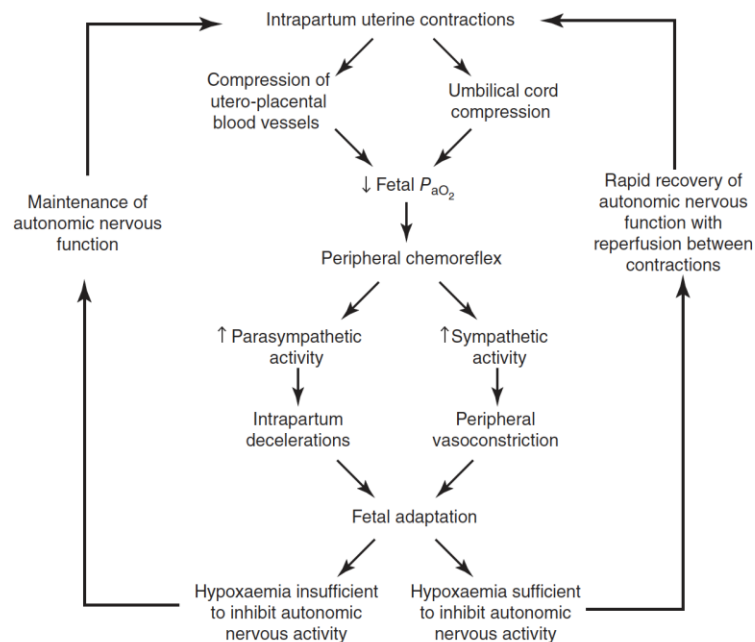 Intrapartum uterine contractions
Compression of
utero-placental
blood vessels
Umbilical cord
compression
↓ Fetal PaO2
Maintenance of
autonomic nervous
function
Rapid recovery of
autonomic nervous
function with
reperfusion between
contractions
Peripheral chemoreflex
↑ Parasympathetic
activity
↑ Sympathetic
activity
Intrapartum
decelerations
Peripheral
vasoconstriction
Fetal adaptation
Hypoxaemia insufficient
to inhibit autonomic
nervous activity
Hypoxaemia sufficient
to inhibit autonomic
nervous activity